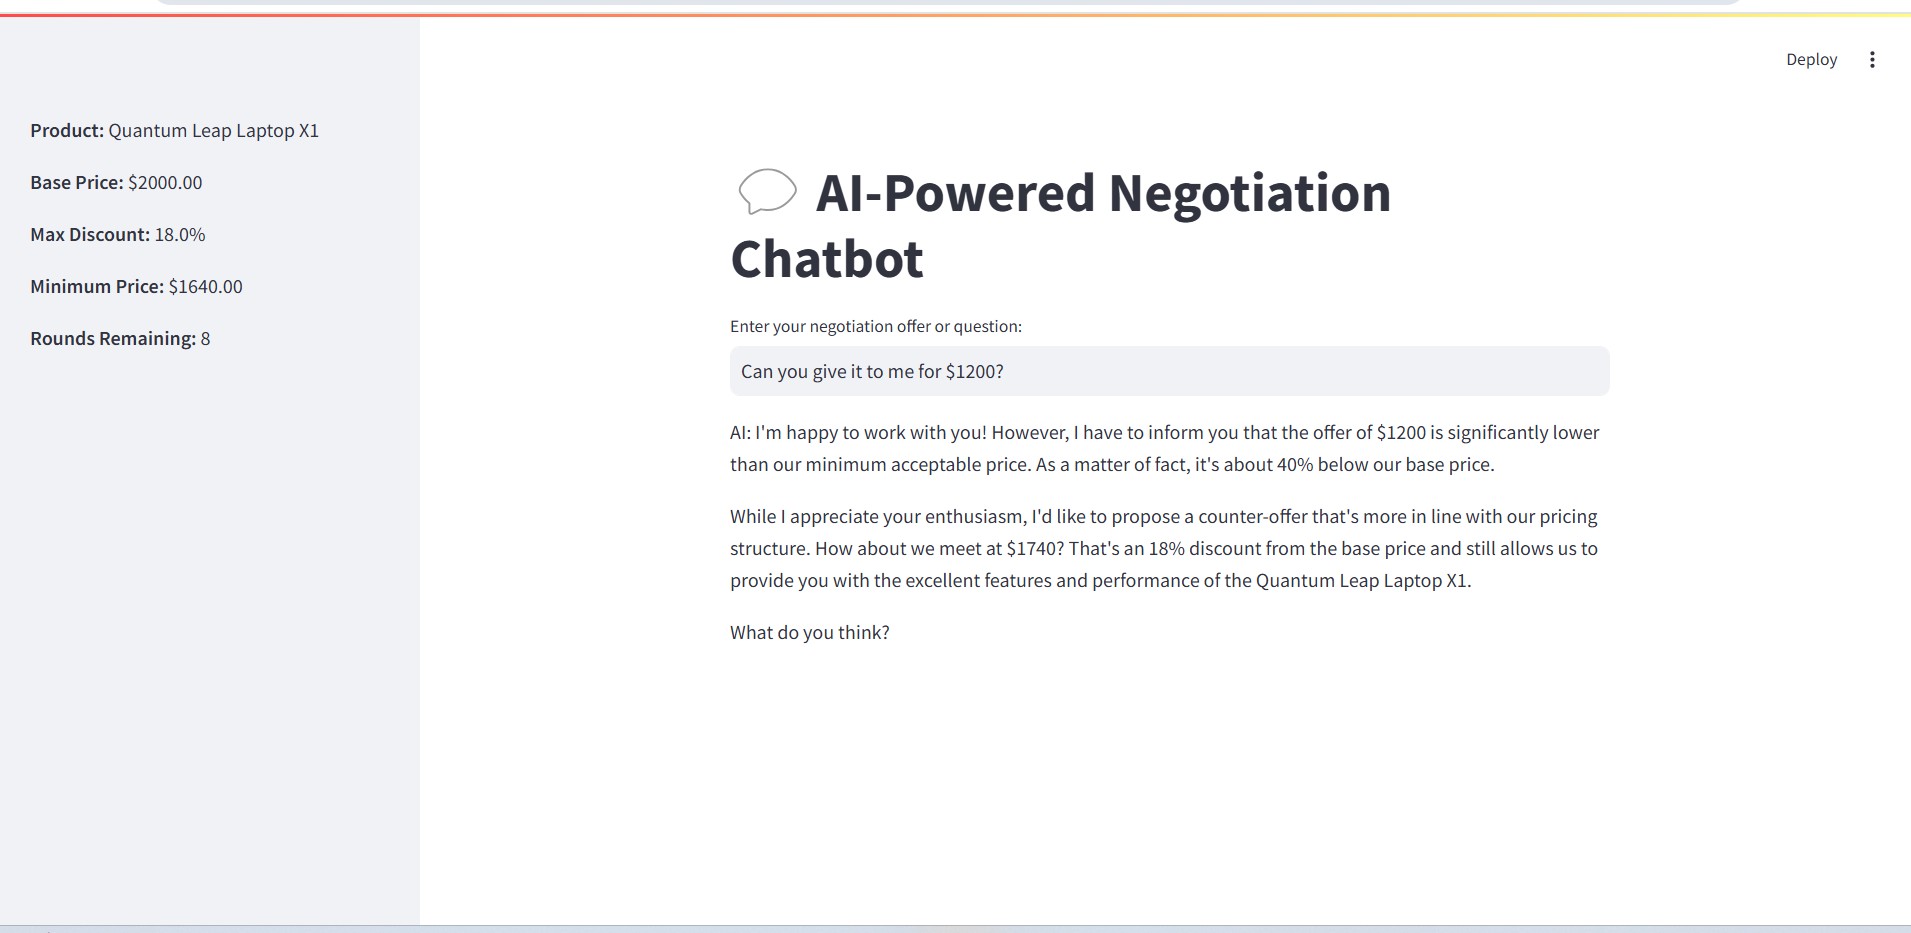 Deploy
Product: Quantum Leap Laptop X1
Base Price: $2000.00
Max Discount: 18.0%
Minimum Price: $1640.00
Rounds Remaining: 8
AI-Powered Negotiation
Chatbot
Enter your negotiation offer or question:
Can you give it to me for $1200?
AI: I'm happy to work with you! However, I have to inform you that the offer of $1200 is significantly lower
than our minimum acceptable price. As a matter of fact, it's about 40% below our base price.
While I appreciate your enthusiasm, I'd like to propose a counter-offer that's more in line with our pricing
structure. How about we meet at $1740? That's an 18% discount from the base price and still allows us to
provide you with the excellent features and performance of the Quantum Leap Laptop X1.
What do you think?